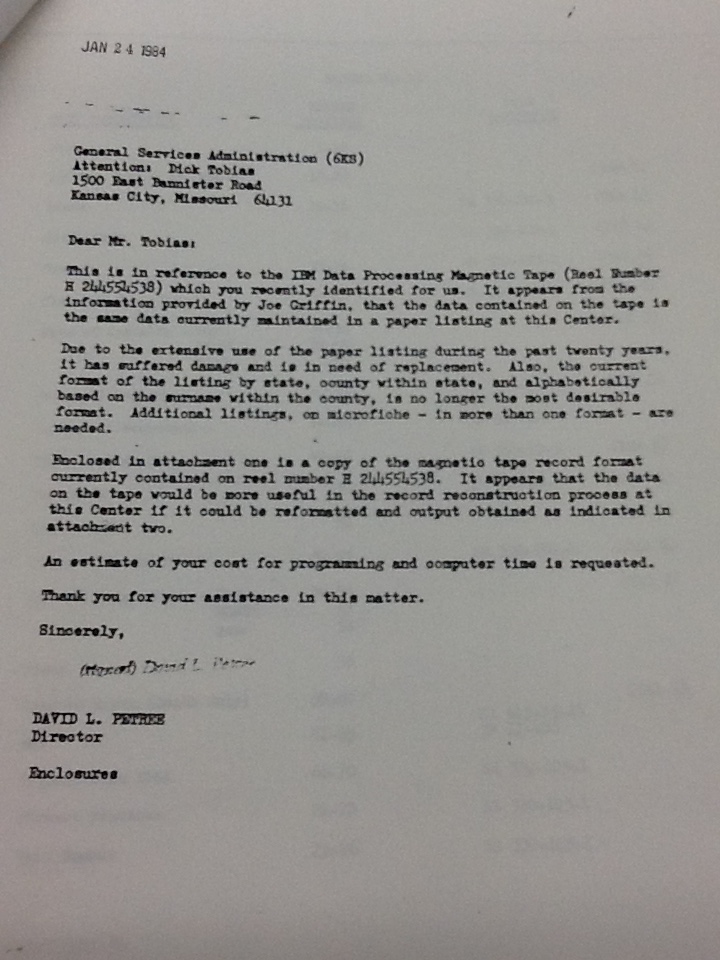 JAN 24 1984
General Services Administration (6KS)
Attention: Dick Tobias
1500 East Bannister Road
Kansas City, Missouri 64131
Dear Mr. Tobias:
This is in reference to the IBM Data Processing Magnetic Tape (Reel Number
H 244554538) which you recently identified for us. It appears from the
information provided by Joe Griffin, that the data contained on the tape is
the same data currently maintained in a paper listing at this Center.
Due to the extensive use of the paper listing during the past twenty years,
it has suffered damage and is in need of replacement. Also, the current
format of the listing by state, county within state, and alphabetically
based on the surname within the county, is no longer the most desirable
format. Additional listings, on microfiche - in more than one format - are
needed.
Enclosed in attachment one is a copy of the magnetic tape record format
currently contained on reel number H 244554538. It appears that the data
on the tape would be more useful in the record reconstruction process at
this Center if it could be reformatted and output obtained as indicated in
attachment two.
An estimate of your cost for programming and computer time is requested.
Thank you for your assistance in this matter.
Sincerely,
(signed) David L. Petree
DAVID L. PETREE
Director
Enclosures